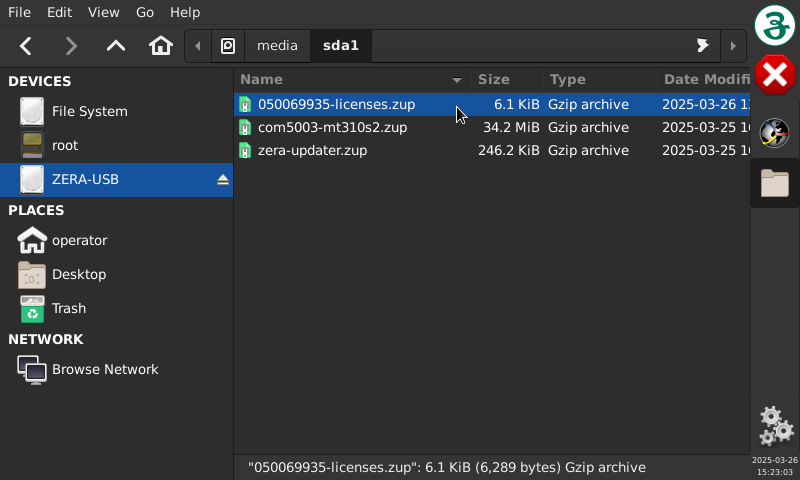 File Edit View Go Help
media sda1
DEVICES
File System
root
ZERA-USB
PLACES
operator
Desktop
Trash
NETWORK
Browse Network
Name Size Type Date Modifi
050069935-licenses.zup 6.1 KiB Gzip archive 2025-03-26 1
com5003-mt310s2.zup 34.2 MiB Gzip archive 2025-03-25 1
zera-updater.zup 246.2 KiB Gzip archive 2025-03-25 1
"050069935-licenses.zup": 6.1 KiB (6,289 bytes) Gzip archive
2025-03-26
15:23:03